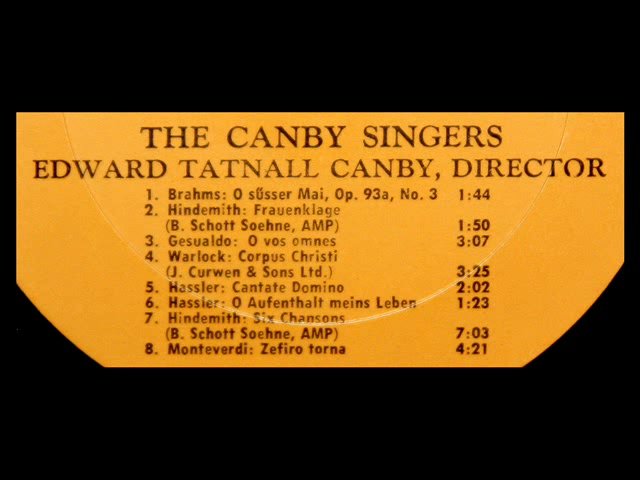 THE CANBY SINGERS
EDWARD TATNALL CANBY, DIRECTOR
1. Brahms: O süsser Mai, Op. 93a, No. 3 1:44
2. Hindemith: Frauenklage
(B. Schott Soehne, AMP) 1:50
3. Gesualdo: O vos omnes 3:07
4. Warlock: Corpus Christi
(J. Curwen & Sons Ltd.) 3:25
5. Hassler: Cantate Domino 2:02
6. Hassler: O Aufenthalt meins Leben 1:23
7. Hindemith: Six Chansons
(B. Schott Soehne, AMP) 7:03
8. Monteverdi: Zefiro torna 4:21